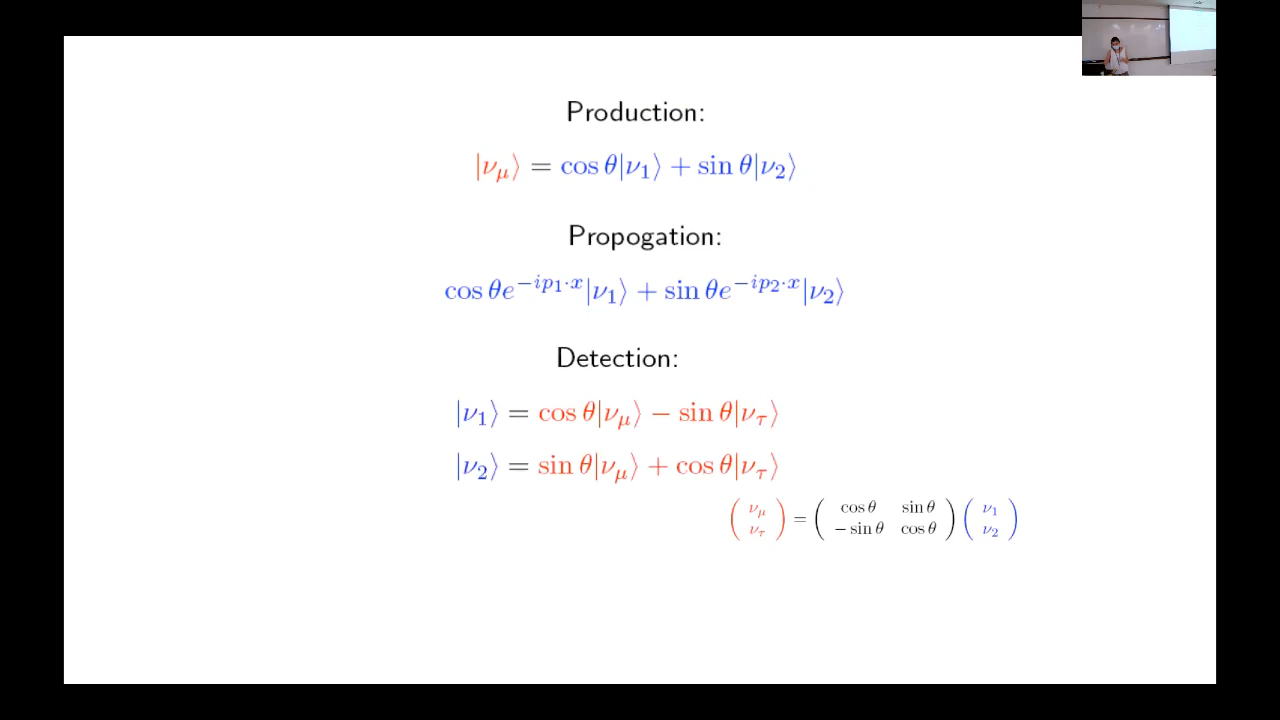 Production:
|ν_μ⟩ = cos θ|ν_1⟩ + sin θ|ν_2⟩
Propogation:
cos θe^{−ip_1·x}|ν_1⟩ + sin θe^{−ip_2·x}|ν_2⟩
Detection:
|ν_1⟩ = cos θ|ν_μ⟩ − sin θ|ν_τ⟩
|ν_2⟩ = sin θ|ν_μ⟩ + cos θ|ν_τ⟩
( ν_μ ) = ( cos θ sin θ ) ( ν_1 )
( ν_τ ) ( − sin θ cos θ ) ( ν_2 )